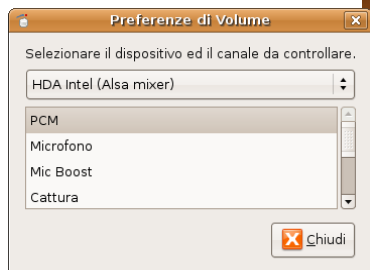 Preferenze di Volume
Selezionare il dispositivo ed il canale da controllare.
HDA Intel (Alsa mixer)
PCM
Microfono
Mic Boost
Cattura
Chiudi